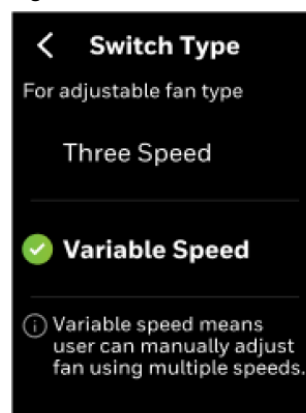 Switch Type
For adjustable fan type
Three Speed
Variable Speed
Variable speed means
user can manually adjust
fan using multiple speeds.